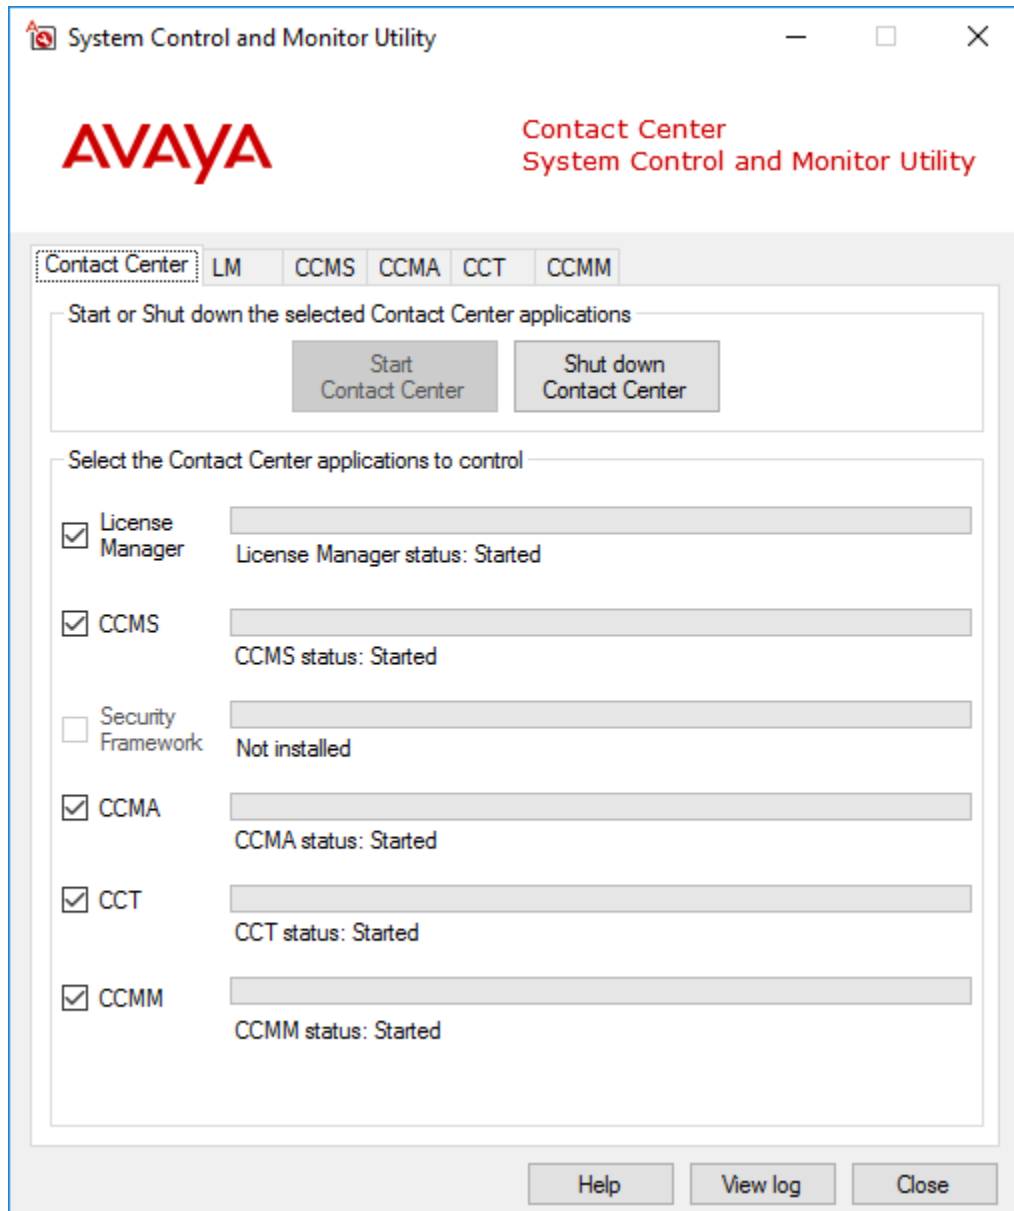 System Control and Monitor Utility
AVAYA
Contact Center
System Control and Monitor Utility
Contact Center LM CCMS CCMA CCT CCMM
Start or Shut down the selected Contact Center applications
Start
Contact Center
Shut down
Contact Center
Select the Contact Center applications to control
License
Manager
License Manager status: Started
CCMS
CCMS status: Started
Security
Framework
Not installed
CCMA
CCMA status: Started
CCT
CCT status: Started
CCMM
CCMM status: Started
Help View log Close